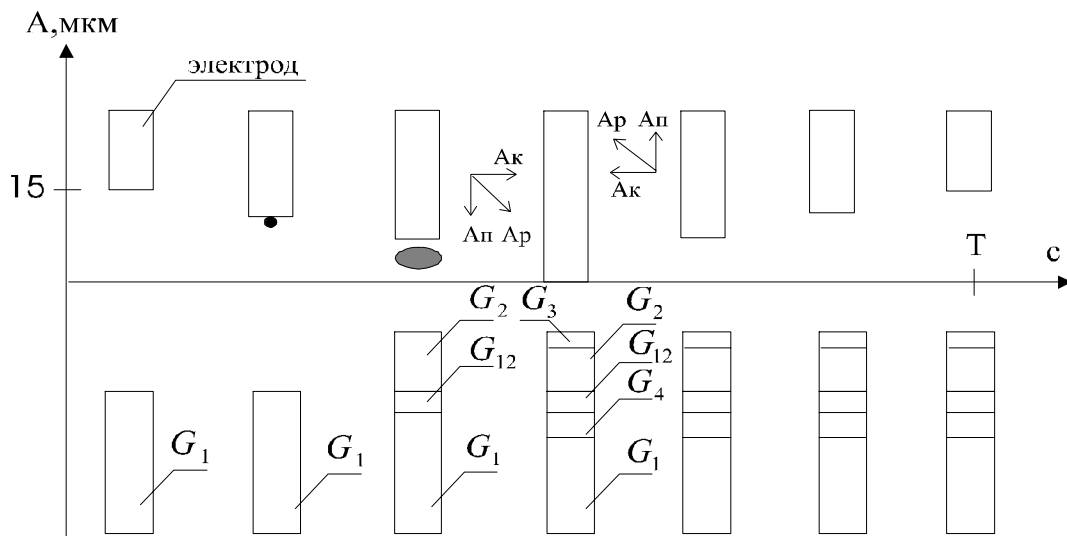 А,мкм
электрод
Ар Ап
Ак
Ак
15
Ап Ар
T
с
G2 G3 G2
G12
G12
G4
G1 G1 G1 G1